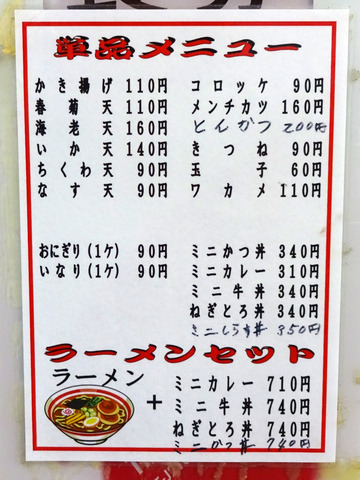 単品メニュー
かき揚げ 110円
春菊天 110円
海老天 160円
いか天 140円
ちくわ天 90円
なす天 90円
コロッケ 90円
メンチカツ 160円
とんかつ 200円
きつね 90円
玉子 60円
ワカメ 110円
おにぎり(1ケ) 90円
いなり(1ケ) 90円
ミニかつ丼 340円
ミニカレー 310円
ミニ牛丼 340円
ねぎとろ丼 340円
ミニしらす丼 350円
ラーメンセット
ラーメン
+
ミニカレー 710円
ミニ牛丼 740円
ねぎとろ丼 740円
ミニかつ丼 740円